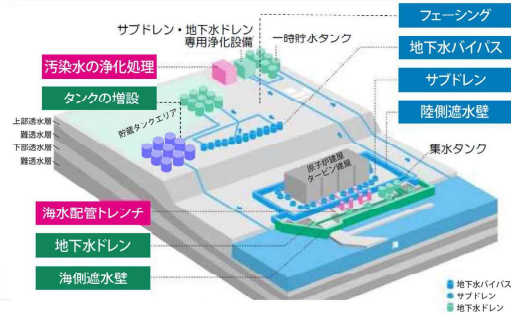 サブドレン・地下水ドレン
専用浄化設備
一時貯水タンク
フェーシング
地下水バイパス
サブドレン
陸側遮水壁
汚染水の浄化処理
タンクの増設
貯蔵タンクエリア
上部透水層
難透水層
下部透水層
難透水層
原子炉建屋
タービン建屋
集水タンク
海水配管トレンチ
地下水ドレン
海側遮水壁
地下水バイパス
サブドレン
地下水ドレン